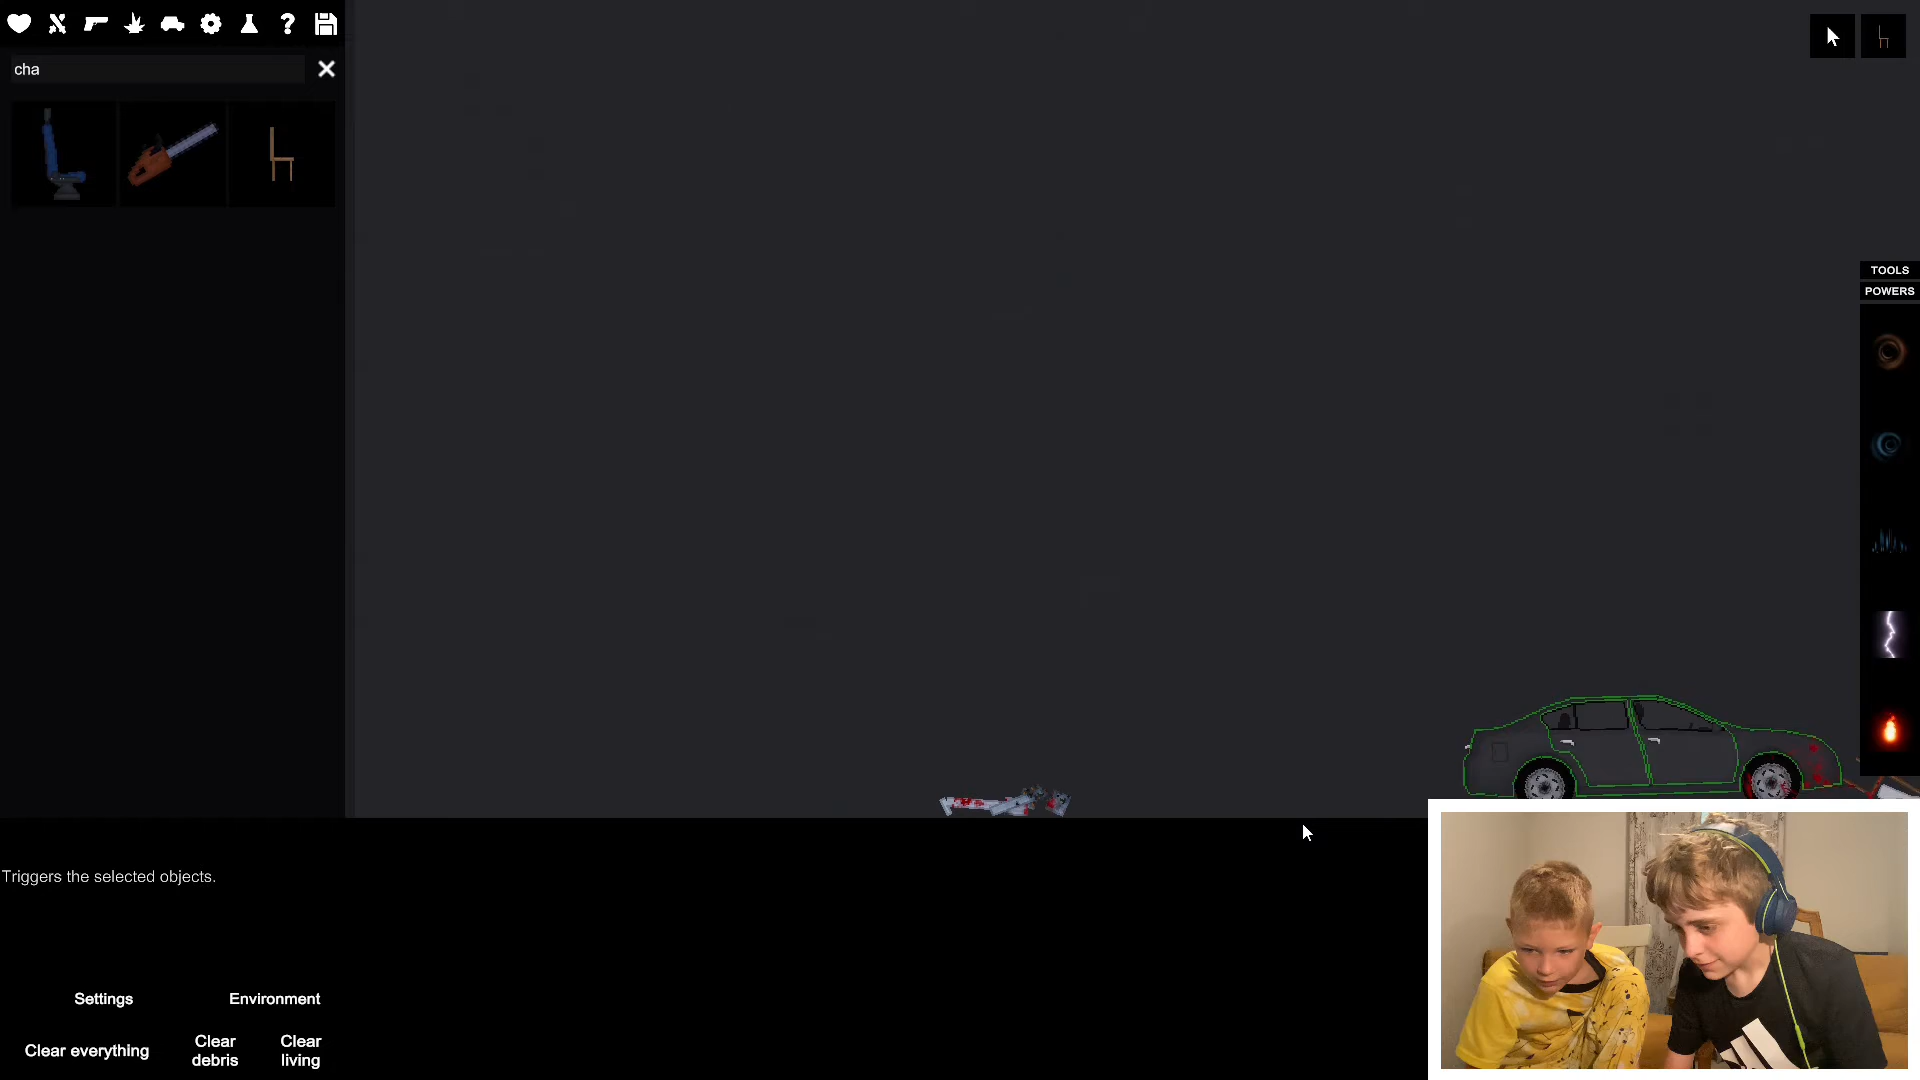 cha
TOOLS
POWERS
Triggers the selected objects.
Settings
Environment
Clear everything
Clear
debris
Clear
living